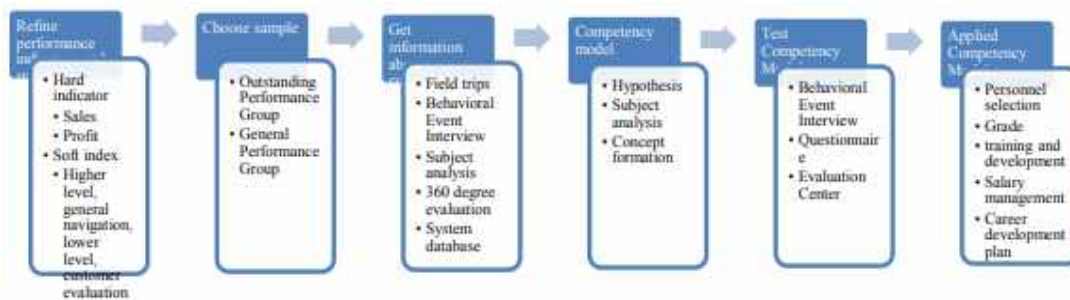 Refine
performance
Hard
indicator
Sales
Profit
Soft index
Higher
level,
general
navigation,
lower
level,
customer
evaluation
Choose sample
Outstanding
Performance
Group
General
Performance
Group
Get
information
Field trips
Behavioral
Event
Interview
Subject
analysis
360 degree
evaluation
System
database
Competency
model
Hypothesis
Subject
analysis
Concept
formation
Test
Competency
Behavioral
Event
Interview
Questionnair
e
Evaluation
Center
Applied
Competency
Personnel
selection
Grade
training and
development
Salary
management
Career
development
plan